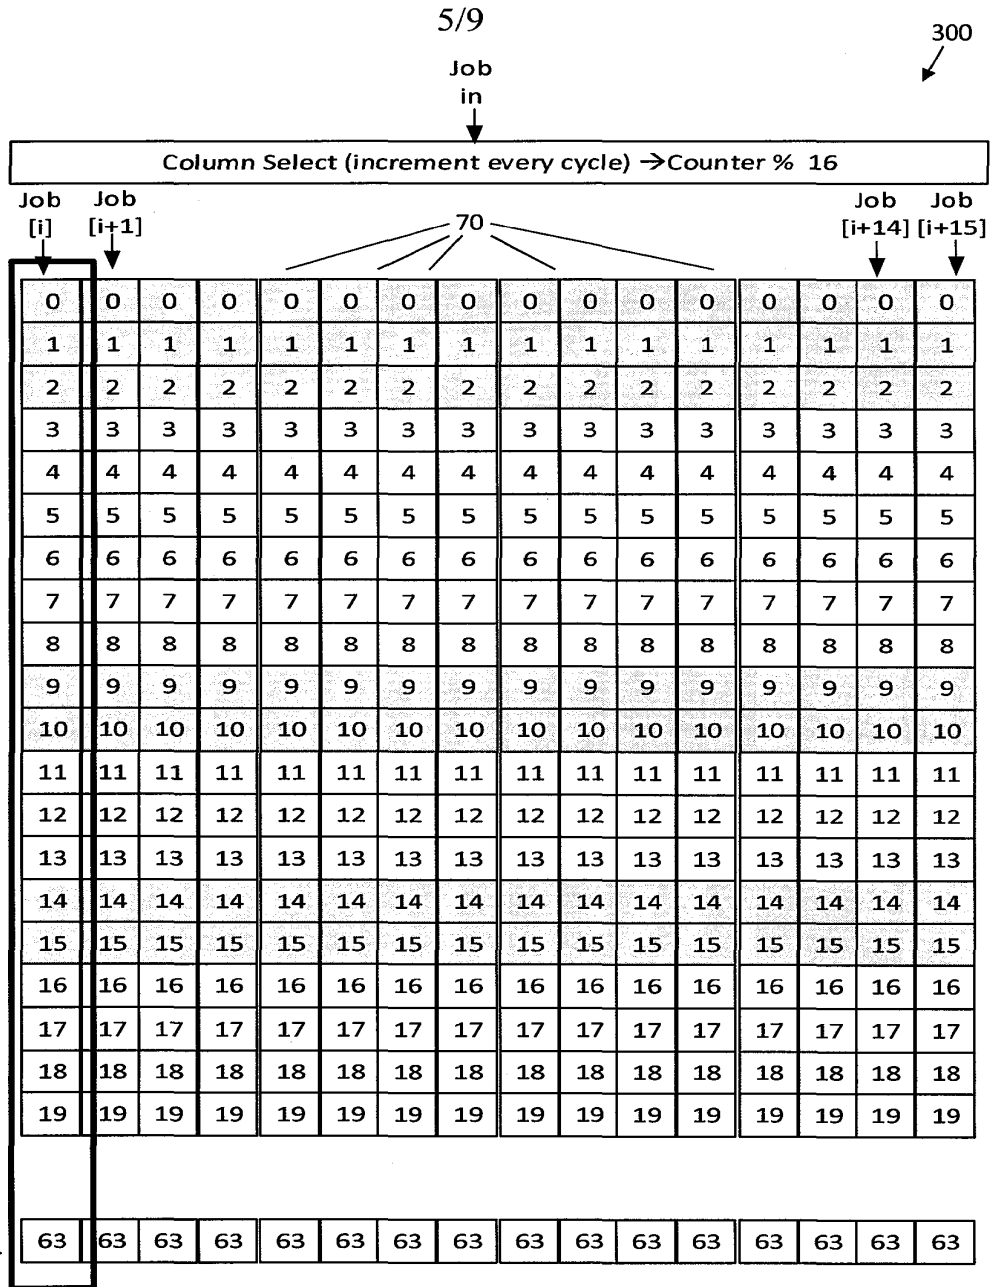 5/9
300
Job
in
Column Select (increment every cycle) →Counter % 16
Job Job Job Job
[i] [i+1] 70 [i+14] [i+15]
0 0 0 0 0 0 0 0 0 0 0 0 0 0 0 0
1 1 1 1 1 1 1 1 1 1 1 1 1 1 1 1
2 2 2 2 2 2 2 2 2 2 2 2 2 2 2 2
3 3 3 3 3 3 3 3 3 3 3 3 3 3 3 3
4 4 4 4 4 4 4 4 4 4 4 4 4 4 4 4
5 5 5 5 5 5 5 5 5 5 5 5 5 5 5 5
6 6 6 6 6 6 6 6 6 6 6 6 6 6 6 6
7 7 7 7 7 7 7 7 7 7 7 7 7 7 7 7
8 8 8 8 8 8 8 8 8 8 8 8 8 8 8 8
9 9 9 9 9 9 9 9 9 9 9 9 9 9 9 9
10 10 10 10 10 10 10 10 10 10 10 10 10 10 10 10
11 11 11 11 11 11 11 11 11 11 11 11 11 11 11 11
12 12 12 12 12 12 12 12 12 12 12 12 12 12 12 12
13 13 13 13 13 13 13 13 13 13 13 13 13 13 13 13
14 14 14 14 14 14 14 14 14 14 14 14 14 14 14 14
15 15 15 15 15 15 15 15 15 15 15 15 15 15 15 15
16 16 16 16 16 16 16 16 16 16 16 16 16 16 16 16
17 17 17 17 17 17 17 17 17 17 17 17 17 17 17 17
18 18 18 18 18 18 18 18 18 18 18 18 18 18 18 18
19 19 19 19 19 19 19 19 19 19 19 19 19 19 19 19
63 63 63 63 63 63 63 63 63 63 63 63 63 63 63 63